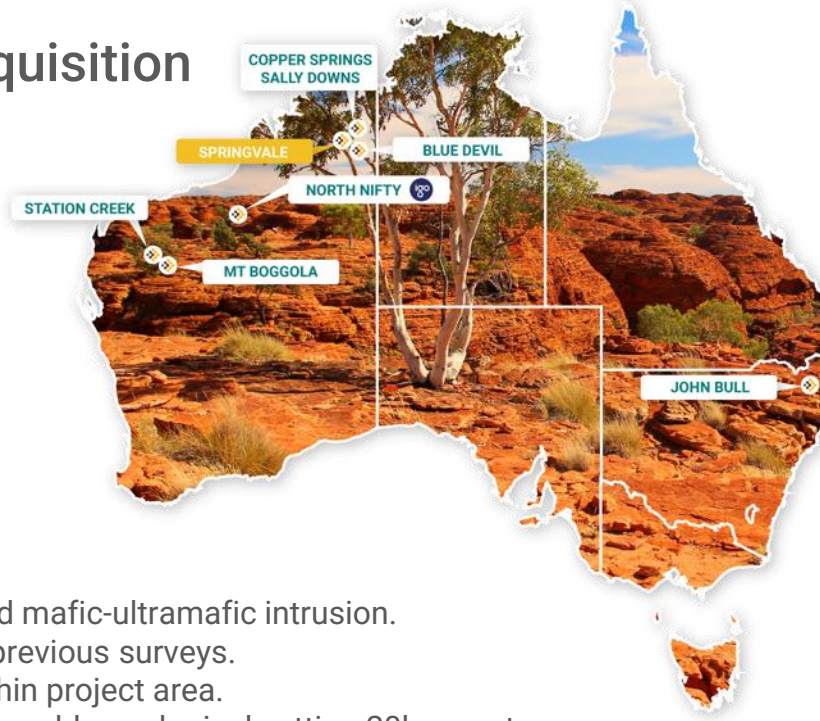 quisition
COPPER SPRINGS
SALLY DOWNS
SPRINGVALE
BLUE DEVIL
NORTH NIFTY igo
STATION CREEK
MT BOGGOLA
JOHN BULL
d mafic-ultramafic intrusion.
previous surveys.
hin project area.